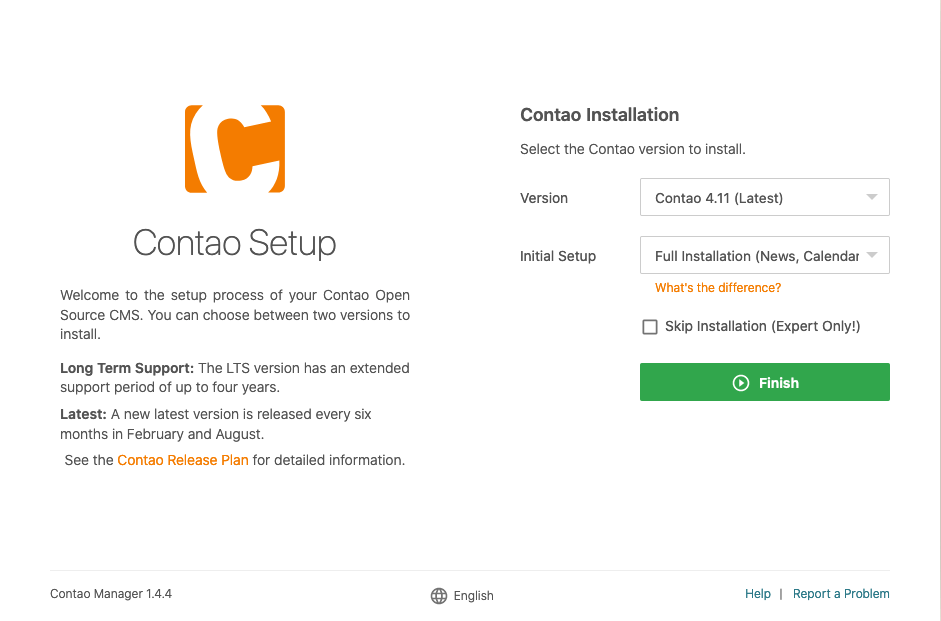 Contao Setup
Welcome to the setup process of your Contao Open
Source CMS. You can choose between two versions to
install.
Long Term Support: The LTS version has an extended
support period of up to four years.
Latest: A new latest version is released every six
months in February and August.
See the Contao Release Plan for detailed information.
Contao Installation
Select the Contao version to install.
Version
Contao 4.11 (Latest)
Initial Setup
Full Installation (News, Calendar
What's the difference?
Skip Installation (Expert Only!)
Finish
Contao Manager 1.4.4
English
Help | Report a Problem